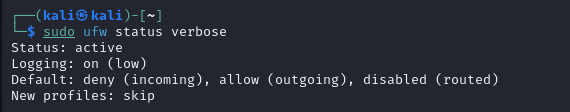 ┌──(kali㉿kali)-[~]
└─$ sudo ufw status verbose
Status: active
Logging: on (low)
Default: deny (incoming), allow (outgoing), disabled (routed)
New profiles: skip